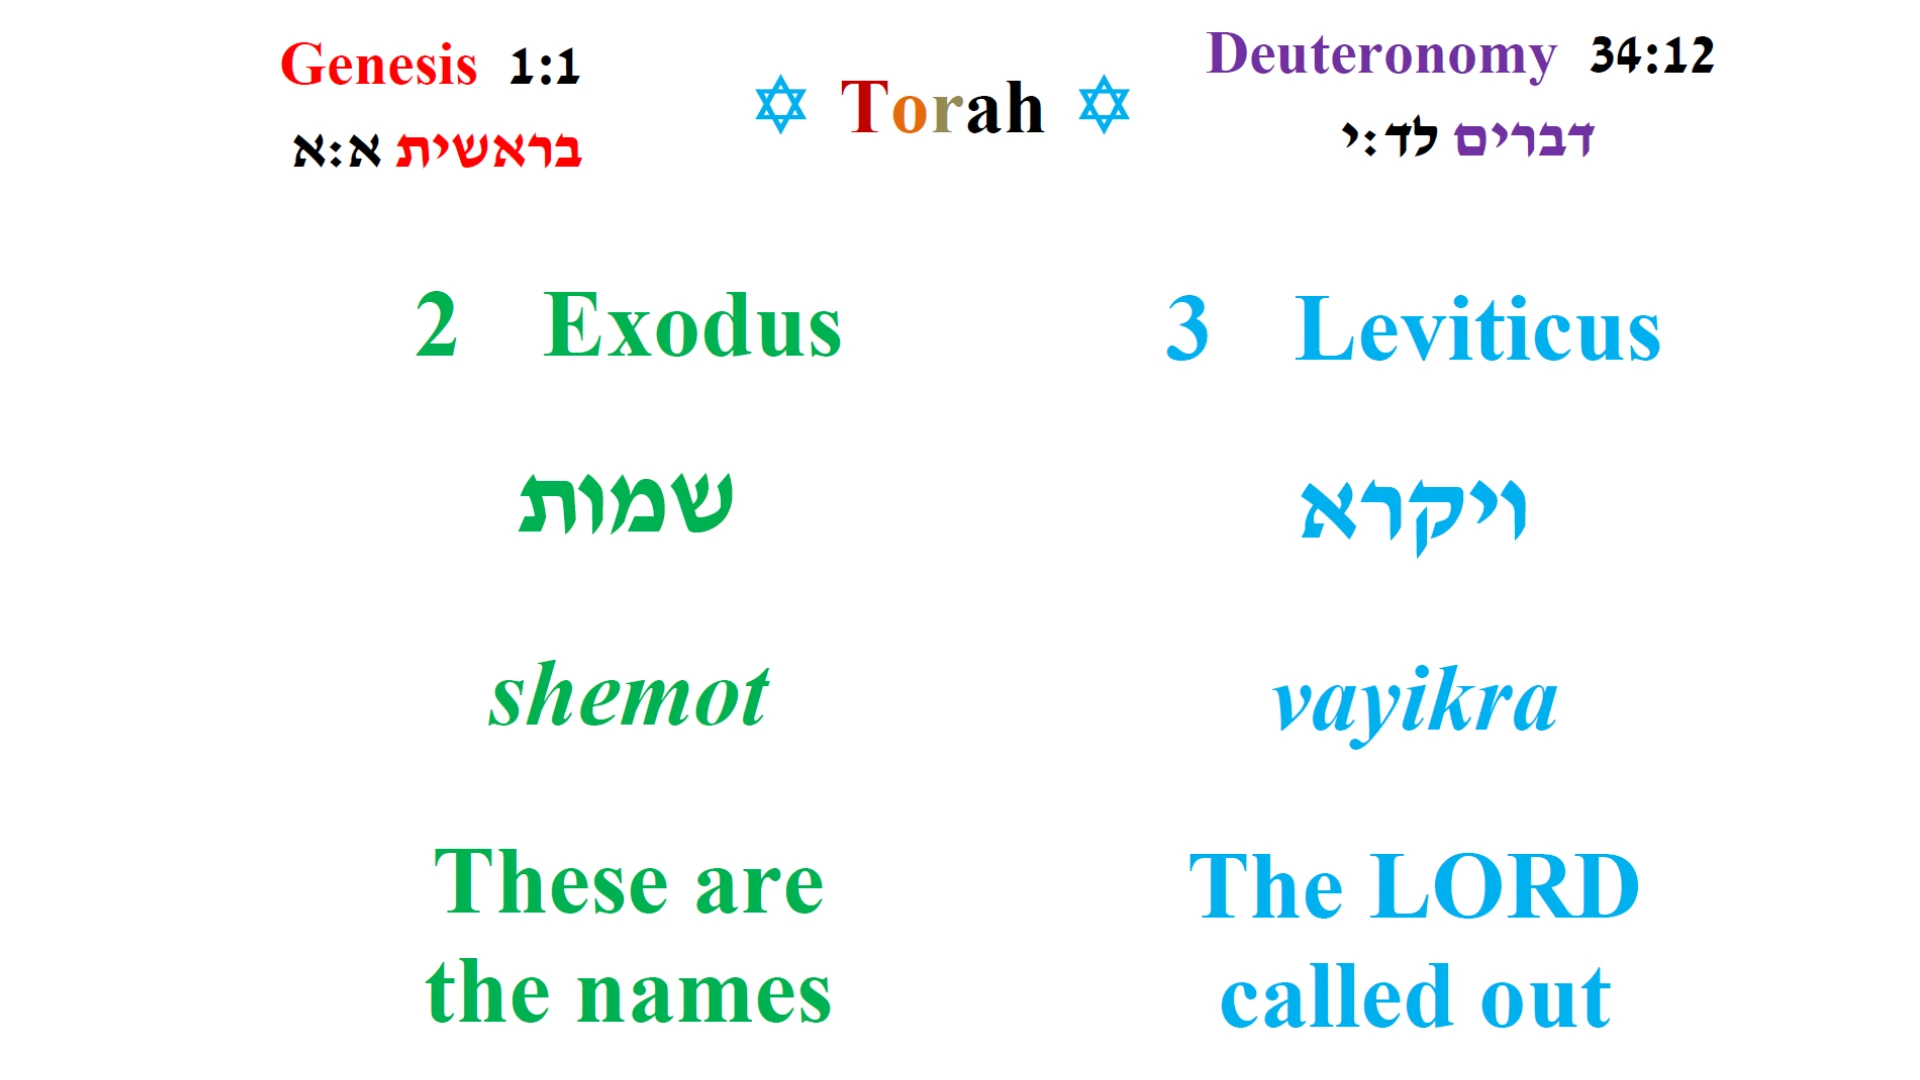 Genesis 1:1
בראשית א:א
✡ Torah ✡
Deuteronomy 34:12
דברים לד:י
2 Exodus
שמות
shemot
These are
the names
3 Leviticus
ויקרא
vayikra
The LORD
called out